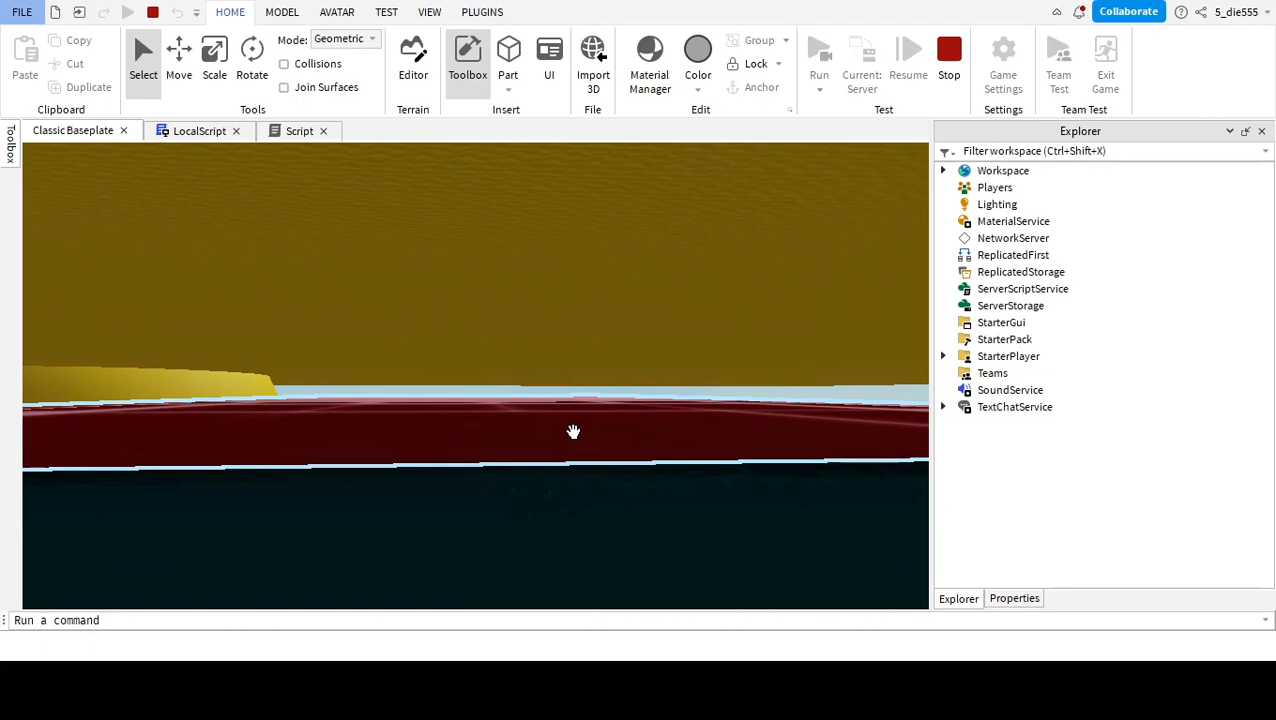 FILE HOME MODEL AVATAR TEST VIEW PLUGINS Collaborate 5_die555
Paste Copy Cut Duplicate Clipboard
Select Move Scale Rotate Mode: Geometric Collisions Join Surfaces Tools
Editor Terrain
Toolbox Part UI Insert
Import 3D File
Material Manager Color Group Lock Anchor Edit
Run Current: Server Resume Stop Test
Game Settings Settings
Team Test Exit Game Team Test
Toolbox
Classic Baseplate LocalScript Script
Explorer
Filter workspace (Ctrl+Shift+X)
Workspace
Players
Lighting
MaterialService
NetworkServer
ReplicatedFirst
ReplicatedStorage
ServerScriptService
ServerStorage
StarterGui
StarterPack
StarterPlayer
Teams
SoundService
TextChatService
Explorer Properties
Run a command